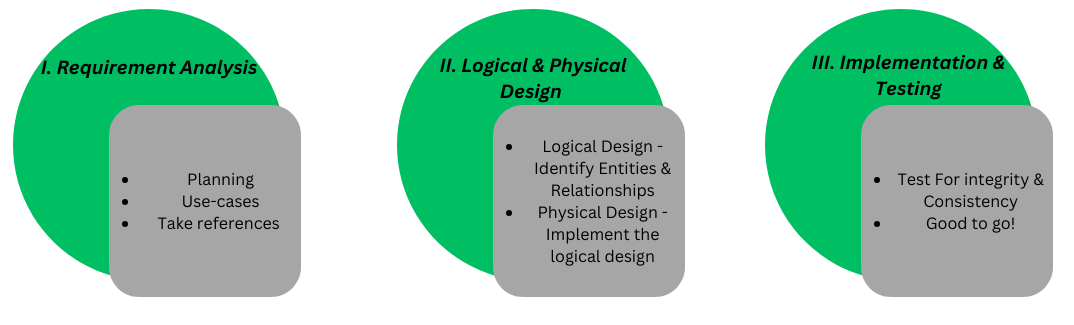 I. Requirement Analysis
Planning
Use-cases
Take references
II. Logical & Physical
Design
Logical Design -
Identify Entities &
Relationships
Physical Design -
Implement the
logical design
III. Implementation &
Testing
Test For integrity &
Consistency
Good to go!